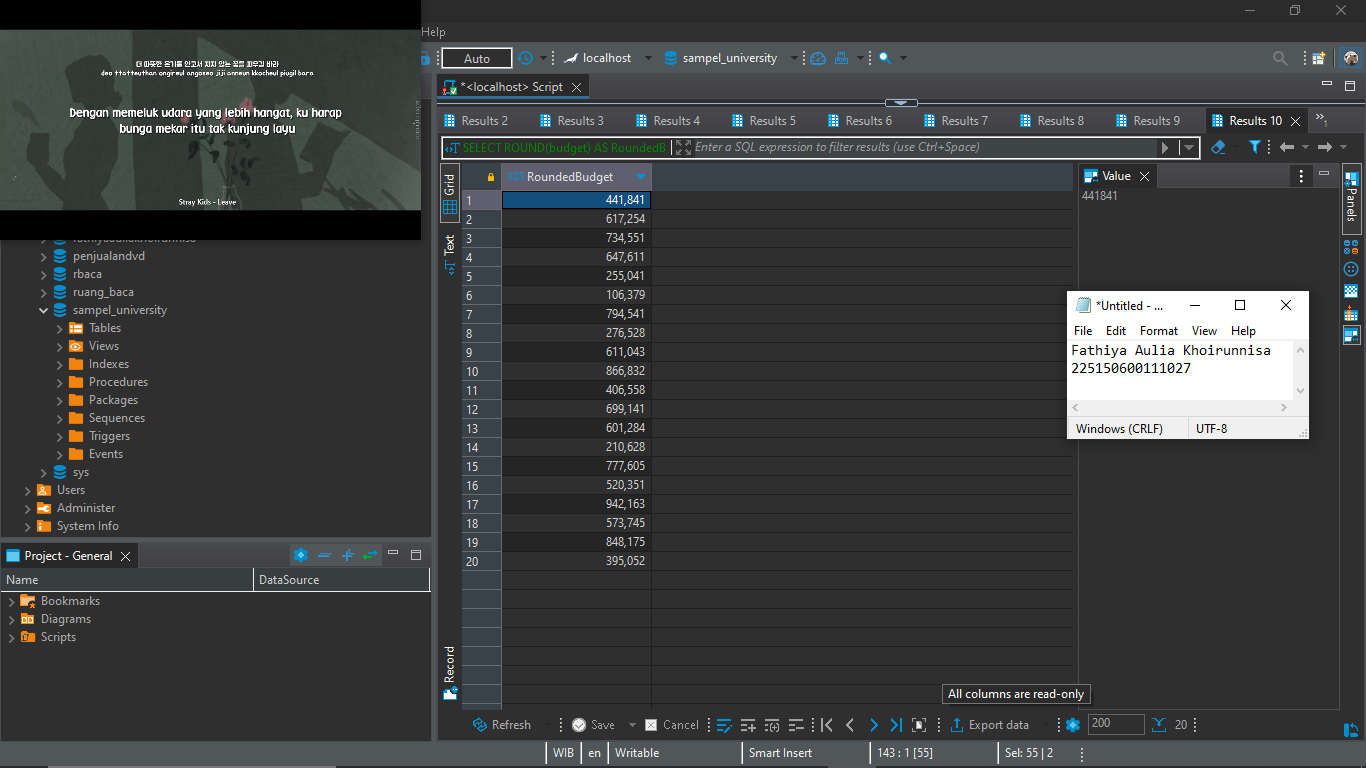 더 따뜻한 온기를 안고서 지지 않는 꽃을 피우길 바라
deo ttatteuthan ongireul angoseo jiji anneun kkocheul piugil bara
Dengan memeluk udara yang lebih hangat, ku harap
bunga mekar itu tak kunjung layu
Stray Kids - Leave
Help
Auto
localhost
sampel_university
*<localhost> Script
Results 2
Results 3
Results 4
Results 5
Results 6
Results 7
Results 8
Results 9
Results 10
»1
SELECT ROUND(budget) AS RoundedB
Enter a SQL expression to filter results (use Ctrl+Space)
Grid
Text
Record
123 RoundedBudget
1 441,841
2 617,254
3 734,551
4 647,611
5 255,041
6 106,379
7 794,541
8 276,528
9 611,043
10 866,832
11 406,558
12 699,141
13 601,284
14 210,628
15 777,605
16 520,351
17 942,163
18 573,745
19 848,175
20 395,052
Value
441841
Panels
*Untitled - ...
File Edit Format View Help
Fathiya Aulia Khoirunnisa
225150600111027
Windows (CRLF)
UTF-8
penjualandvd
rbaca
ruang_baca
sampel_university
Tables
Views
Indexes
Procedures
Packages
Sequences
Triggers
Events
sys
Users
Administer
System Info
Project - General
Name
DataSource
Bookmarks
Diagrams
Scripts
All columns are read-only
Refresh
Save
Cancel
Export data
200
20
WIB
en
Writable
Smart Insert
143 : 1 [55]
Sel: 55 | 2